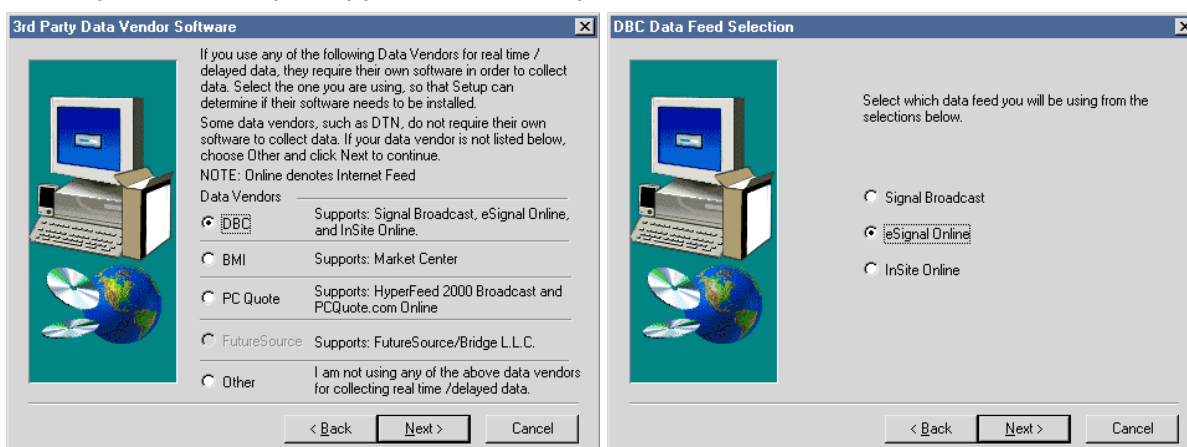 3rd Party Data Vendor Software
If you use any of the following Data Vendors for real time /
delayed data, they require their own software in order to collect
data. Select the one you are using, so that Setup can
determine if their software needs to be installed.
Some data vendors, such as DTN, do not require their own
software to collect data. If your data vendor is not listed below,
choose Other and click Next to continue.
NOTE: Online denotes Internet Feed
Data Vendors
DBC
Supports: Signal Broadcast, eSignal Online,
and InSite Online.
BMI
Supports: Market Center
PC Quote
Supports: HyperFeed 2000 Broadcast and
PCQuote.com Online
FutureSource
Supports: FutureSource/Bridge L.L.C.
Other
I am not using any of the above data vendors
for collecting real time /delayed data.
< Back
Next >
Cancel
DBC Data Feed Selection
Select which data feed you will be using from the
selections below.
Signal Broadcast
eSignal Online
InSite Online
< Back
Next >
Cancel